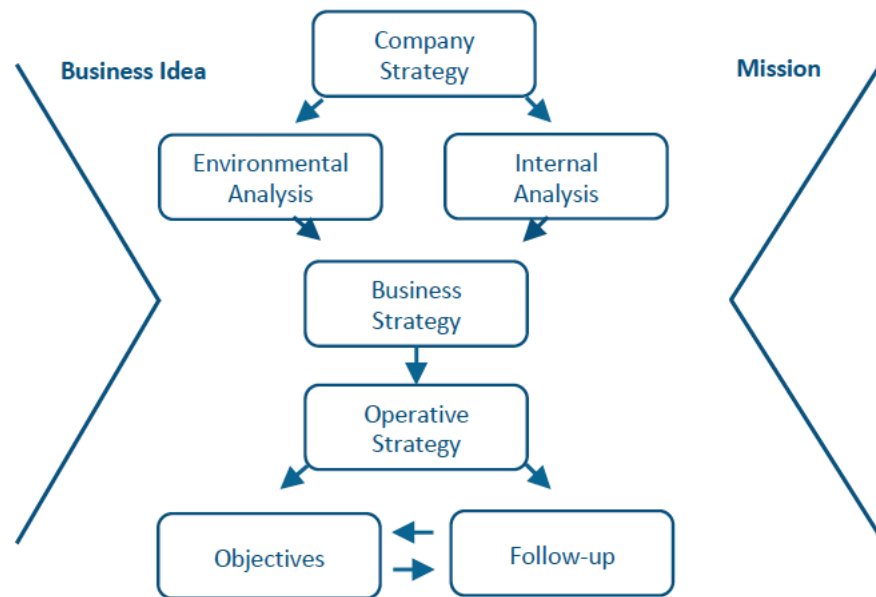 Company
Strategy
Business Idea
Mission
Environmental
Analysis
Internal
Analysis
Business
Strategy
Operative
Strategy
Objectives
Follow-up